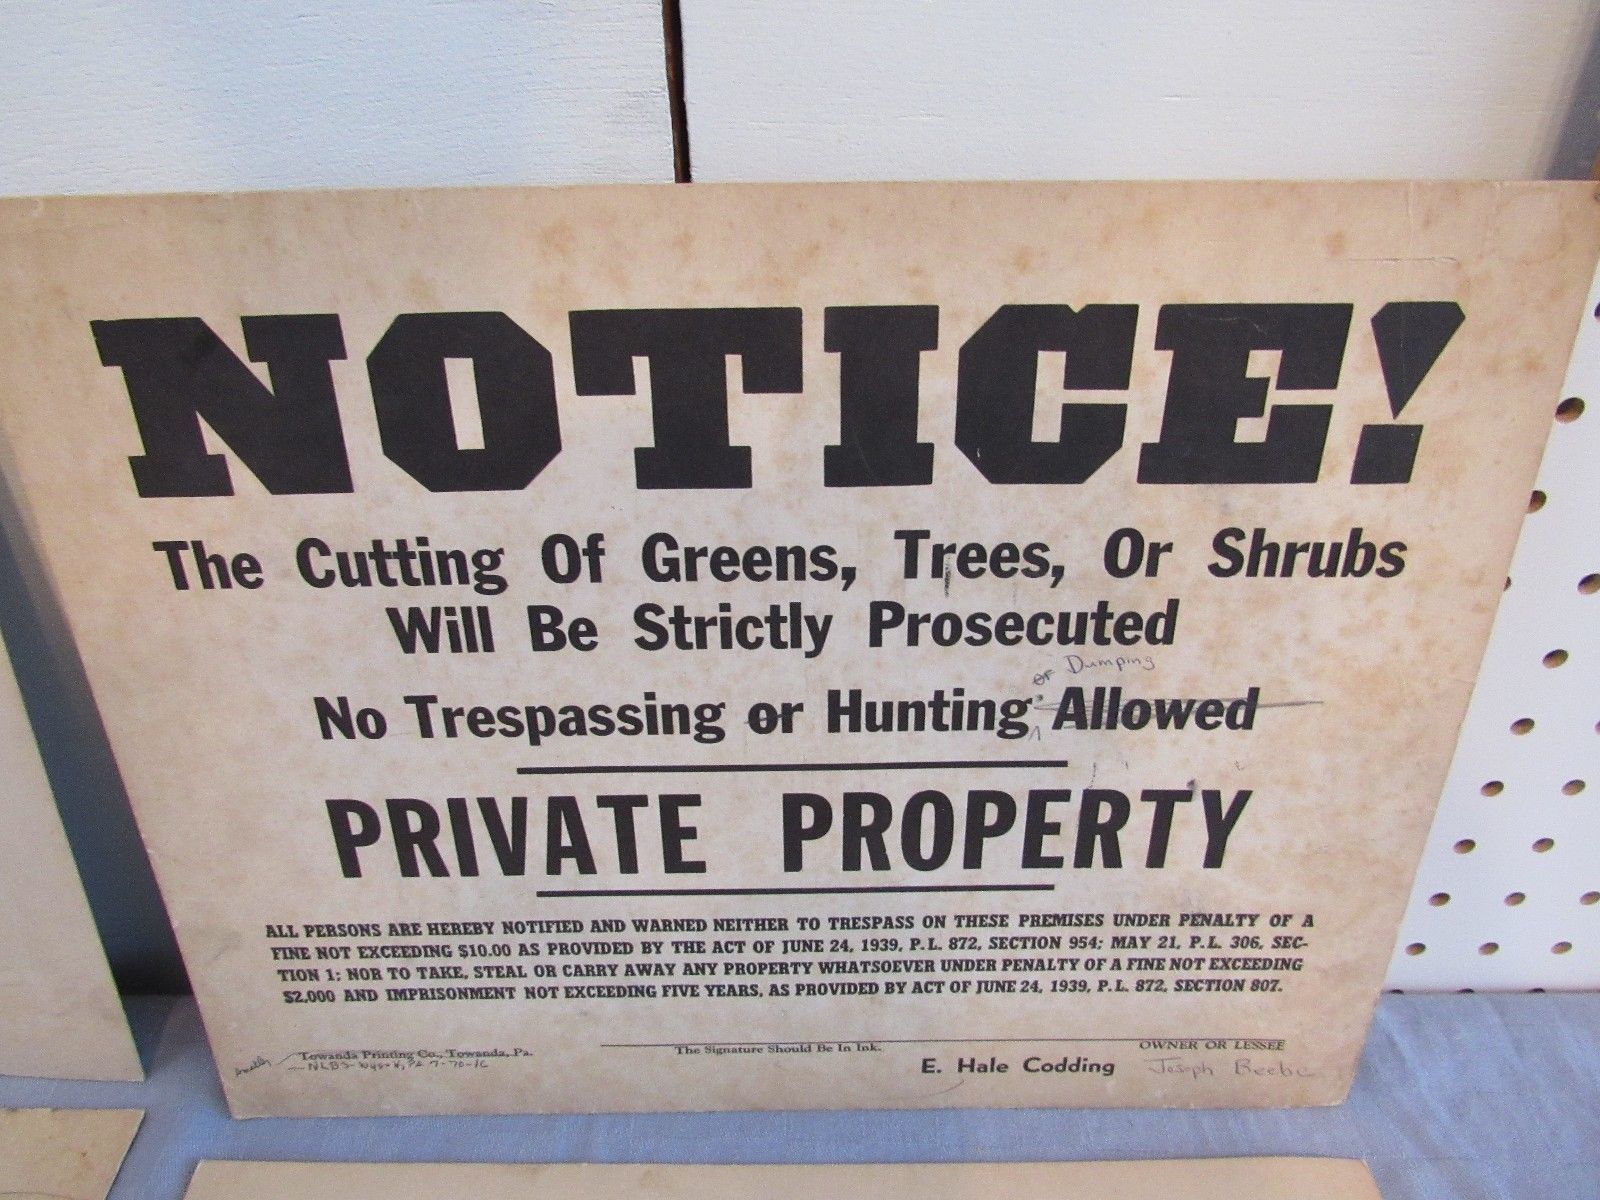 NOTICE!
The Cutting Of Greens, Trees, Or Shrubs
Will Be Strictly Prosecuted
or Dumping
No Trespassing or Hunting Allowed
PRIVATE PROPERTY
ALL PERSONS ARE HEREBY NOTIFIED AND WARNED NEITHER TO TRESPASS ON THESE PREMISES UNDER PENALTY OF A
FINE NOT EXCEEDING $10.00 AS PROVIDED BY THE ACT OF JUNE 24, 1939, P. L. 872, SECTION 954; MAY 21, P. L. 306, SEC-
TION 1; NOR TO TAKE, STEAL OR CARRY AWAY ANY PROPERTY WHATSOEVER UNDER PENALTY OF A FINE NOT EXCEEDING
$2,000 AND IMPRISONMENT NOT EXCEEDING FIVE YEARS, AS PROVIDED BY ACT OF JUNE 24, 1939, P. L. 872, SECTION 807.
Towanda Printing Co., Towanda, Pa.
The Signature Should Be In Ink.
OWNER OR LESSEE
E. Hale Codding
Joseph Beebe